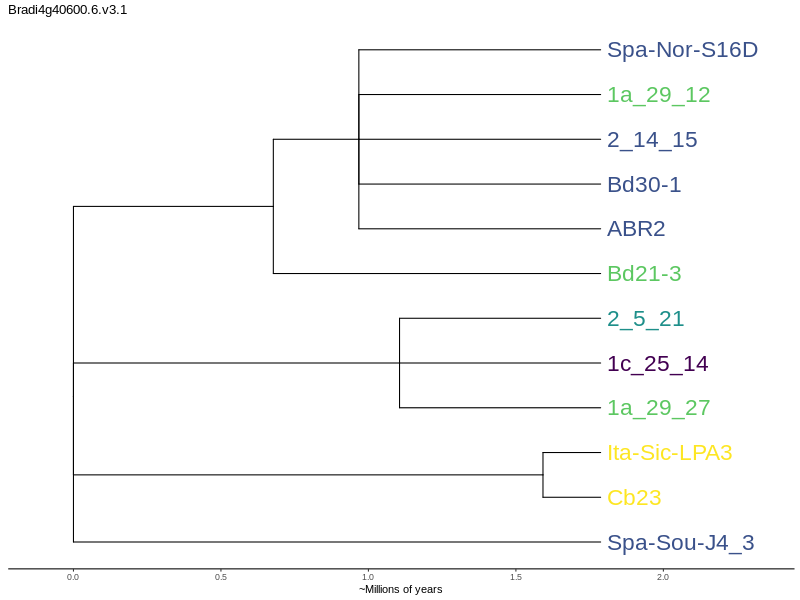 Bradi4g40600.6.v3.1
Spa-Nor-S16D
1a_29_12
2_14_15
Bd30-1
ABR2
Bd21-3
2_5_21
1c_25_14
1a_29_27
Ita-Sic-LPA3
Cb23
Spa-Sou-J4_3
0.0 0.5 1.0 1.5 2.0
~Millions of years